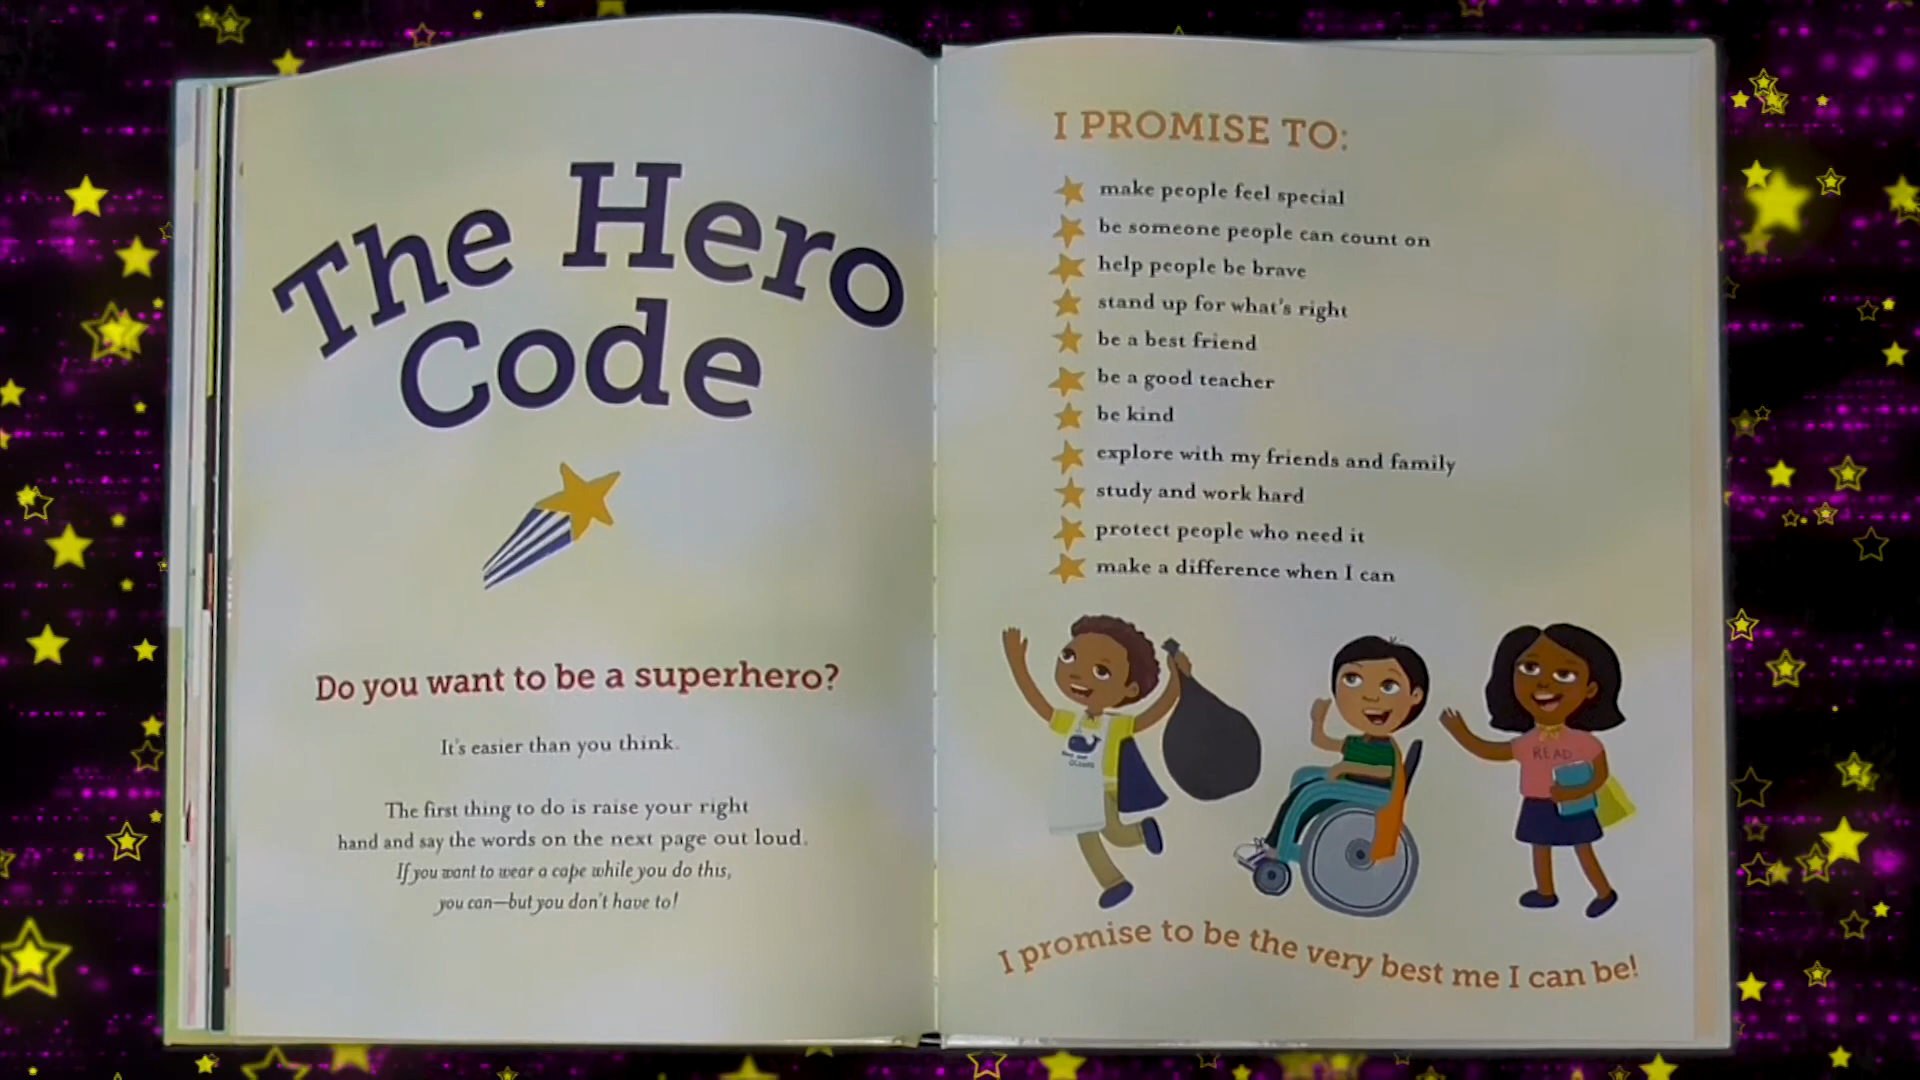 The Hero
Code
Do you want to be a superhero?
It's easier than you think.
The first thing to do is raise your right
hand and say the words on the next page out loud.
If you want to wear a cape while you do this,
you can—but you don't have to!
I PROMISE TO:
make people feel special
be someone people can count on
help people be brave
stand up for what's right
be a best friend
be a good teacher
be kind
explore with my friends and family
study and work hard
protect people who need it
make a difference when I can
READ
I promise to be the very best me I can be!